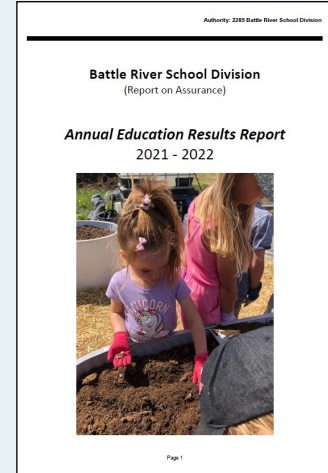 Authority: 2285 Battle River School Division
Battle River School Division
(Report on Assurance)
Annual Education Results Report
2021 - 2022
UNICORN
Page 1